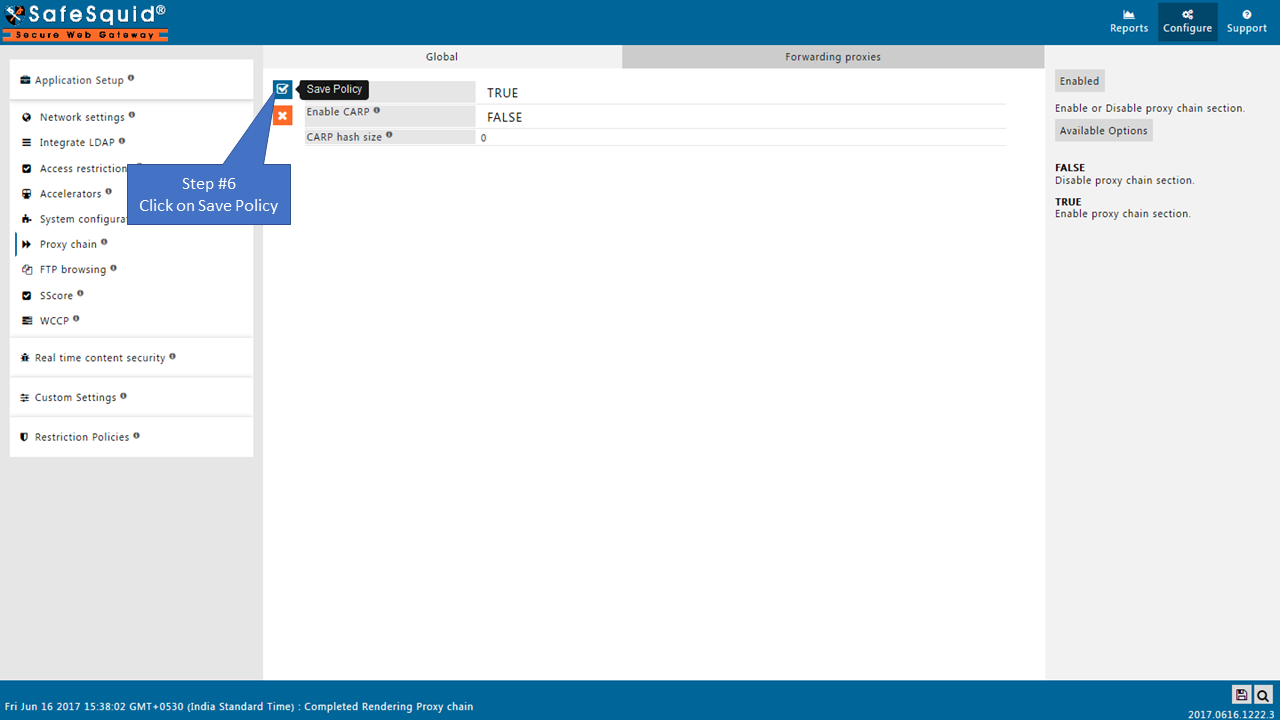 SafeSquid®
Secure Web Gateway
Reports
Configure
Support
Application Setup
Network settings
Integrate LDAP
Access restriction
Accelerators
System configurat
Proxy chain
FTP browsing
SScore
WCCP
Real time content security
Custom Settings
Restriction Policies
Global
Forwarding proxies
Save Policy
TRUE
Enable CARP
FALSE
CARP hash size
0
Step #6
Click on Save Policy
Enabled
Enable or Disable proxy chain section.
Available Options
FALSE
Disable proxy chain section.
TRUE
Enable proxy chain section.
Fri Jun 16 2017 15:38:02 GMT+0530 (India Standard Time) : Completed Rendering Proxy chain
2017.0616.1222.3